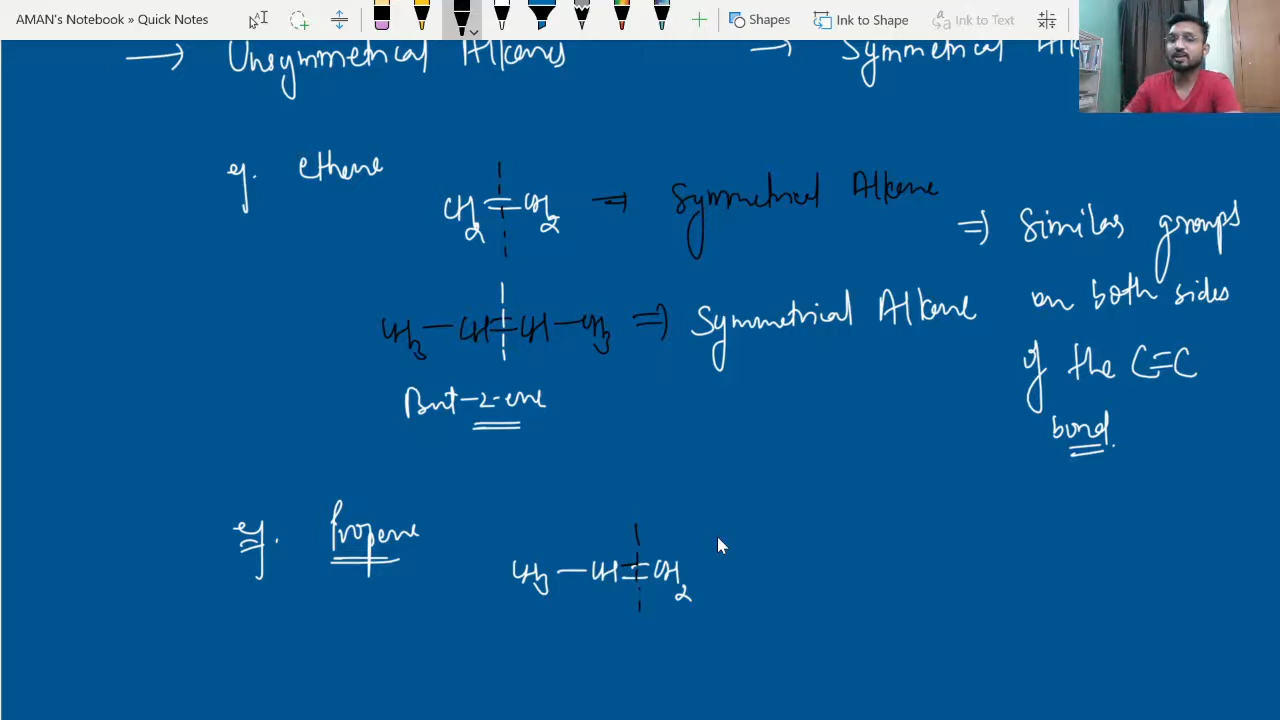 AMAN's Notebook » Quick Notes
Shapes
Ink to Shape
Ink to Text
→ Unsymmetrical Alkenes
→ Symmetrical
eg. ethene
CH2=CH2 ⇒ Symmetrical Alkene
CH3—CH=CH—CH3 ⇒ Symmetrical Alkene
But-2-ene
⇒ Similar groups
on both sides
of the C=C
bond.
eg. Propene
CH3—CH=CH2